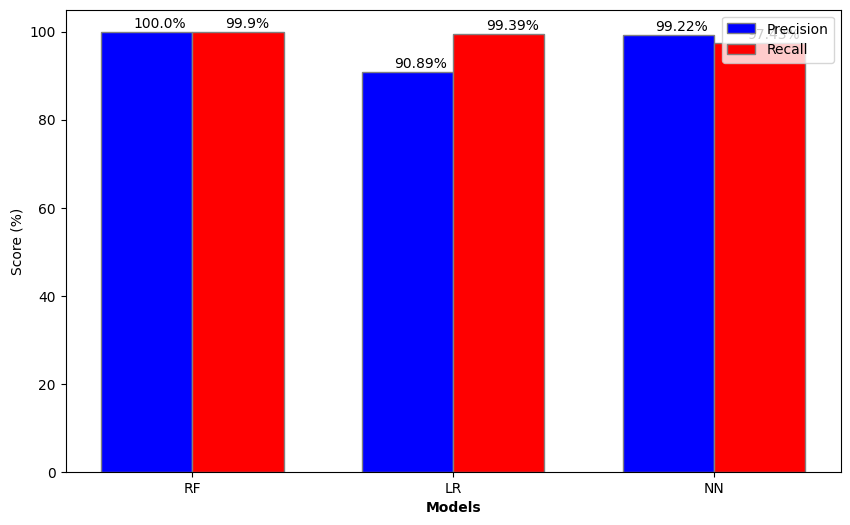 100.0% 99.9% 90.89% 99.39% 99.22%
Precision
Recall
100
80
60
40
20
0
Score (%)
RF LR NN
Models